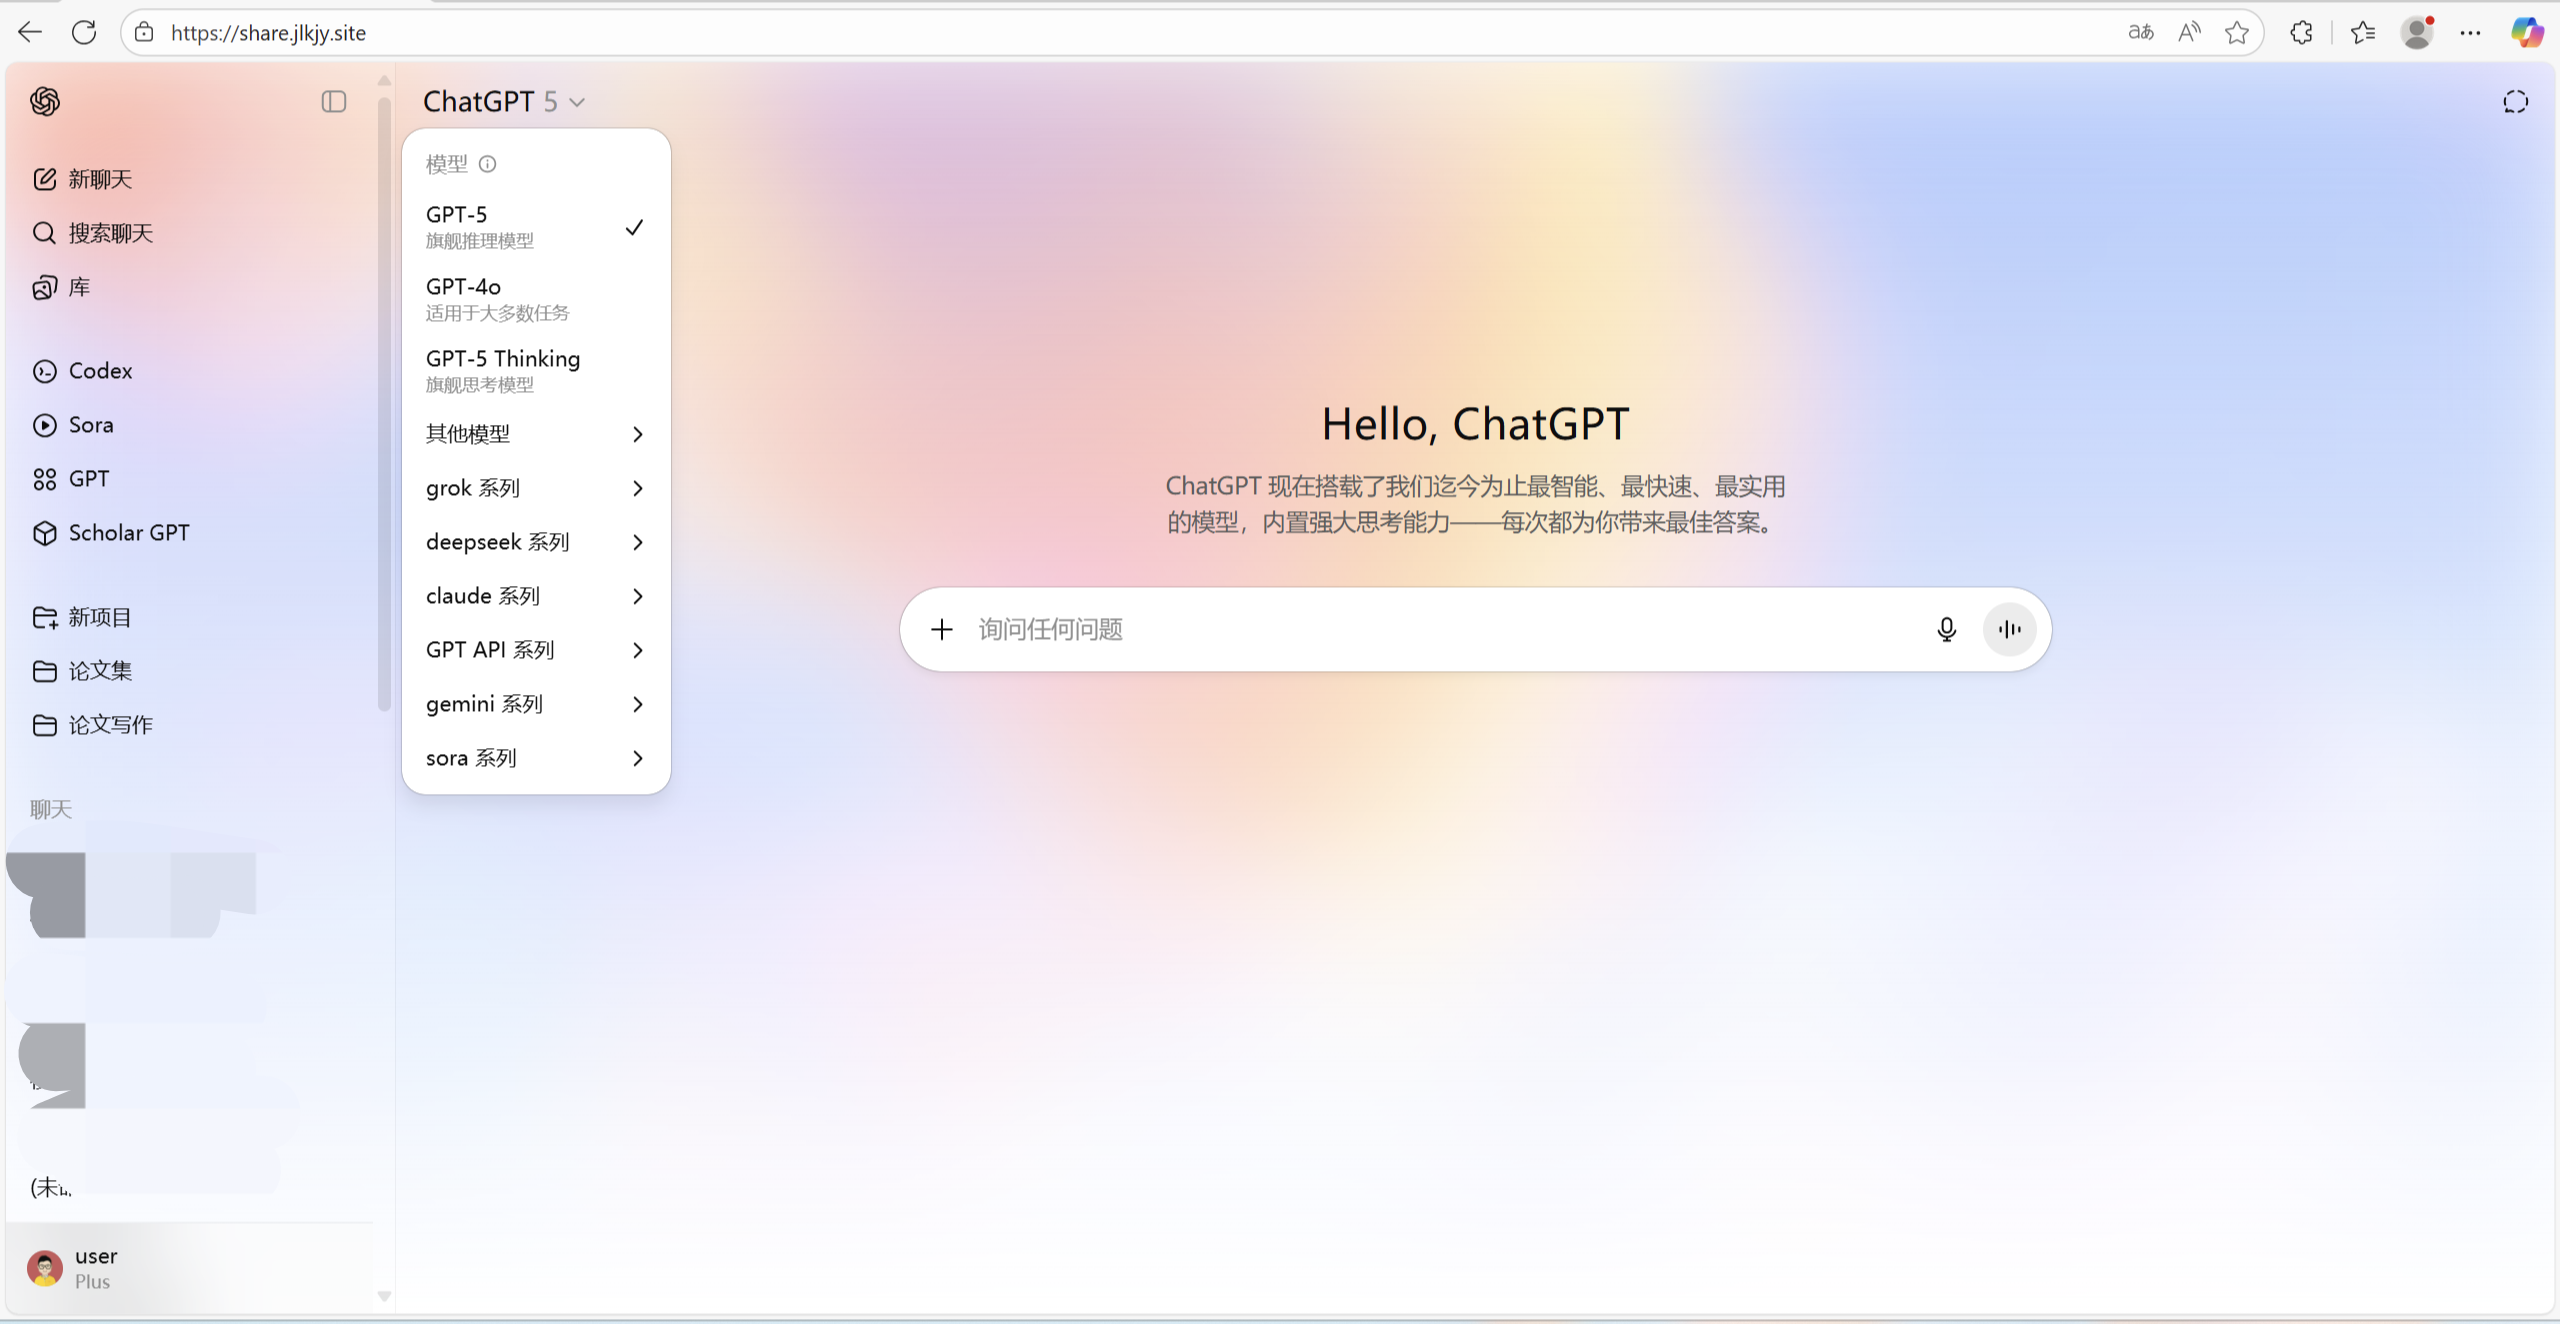 https://share.jlkjy.site
ChatGPT 5
新聊天
搜索聊天
库
Codex
Sora
GPT
Scholar GPT
新项目
论文集
论文写作
聊天
(未
user
Plus
模型
GPT-5
旗舰推理模型
GPT-4o
适用于大多数任务
GPT-5 Thinking
旗舰思考模型
其他模型
grok 系列
deepseek 系列
claude 系列
GPT API 系列
gemini 系列
sora 系列
Hello, ChatGPT
ChatGPT 现在搭载了我们迄今为止最智能、最快速、最实用
的模型，内置强大思考能力——每次都为你带来最佳答案。
询问任何问题